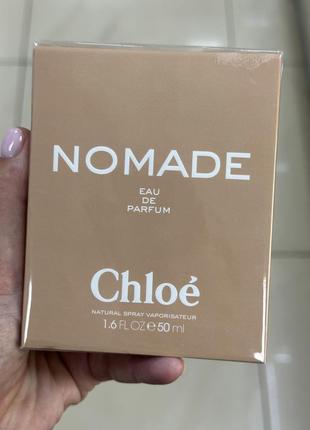 NOMADE
EAU
DE
PARFUM
Chloé
NATURAL SPRAY VAPORISATEUR
1.6 FL OZ ℮ 50 ml